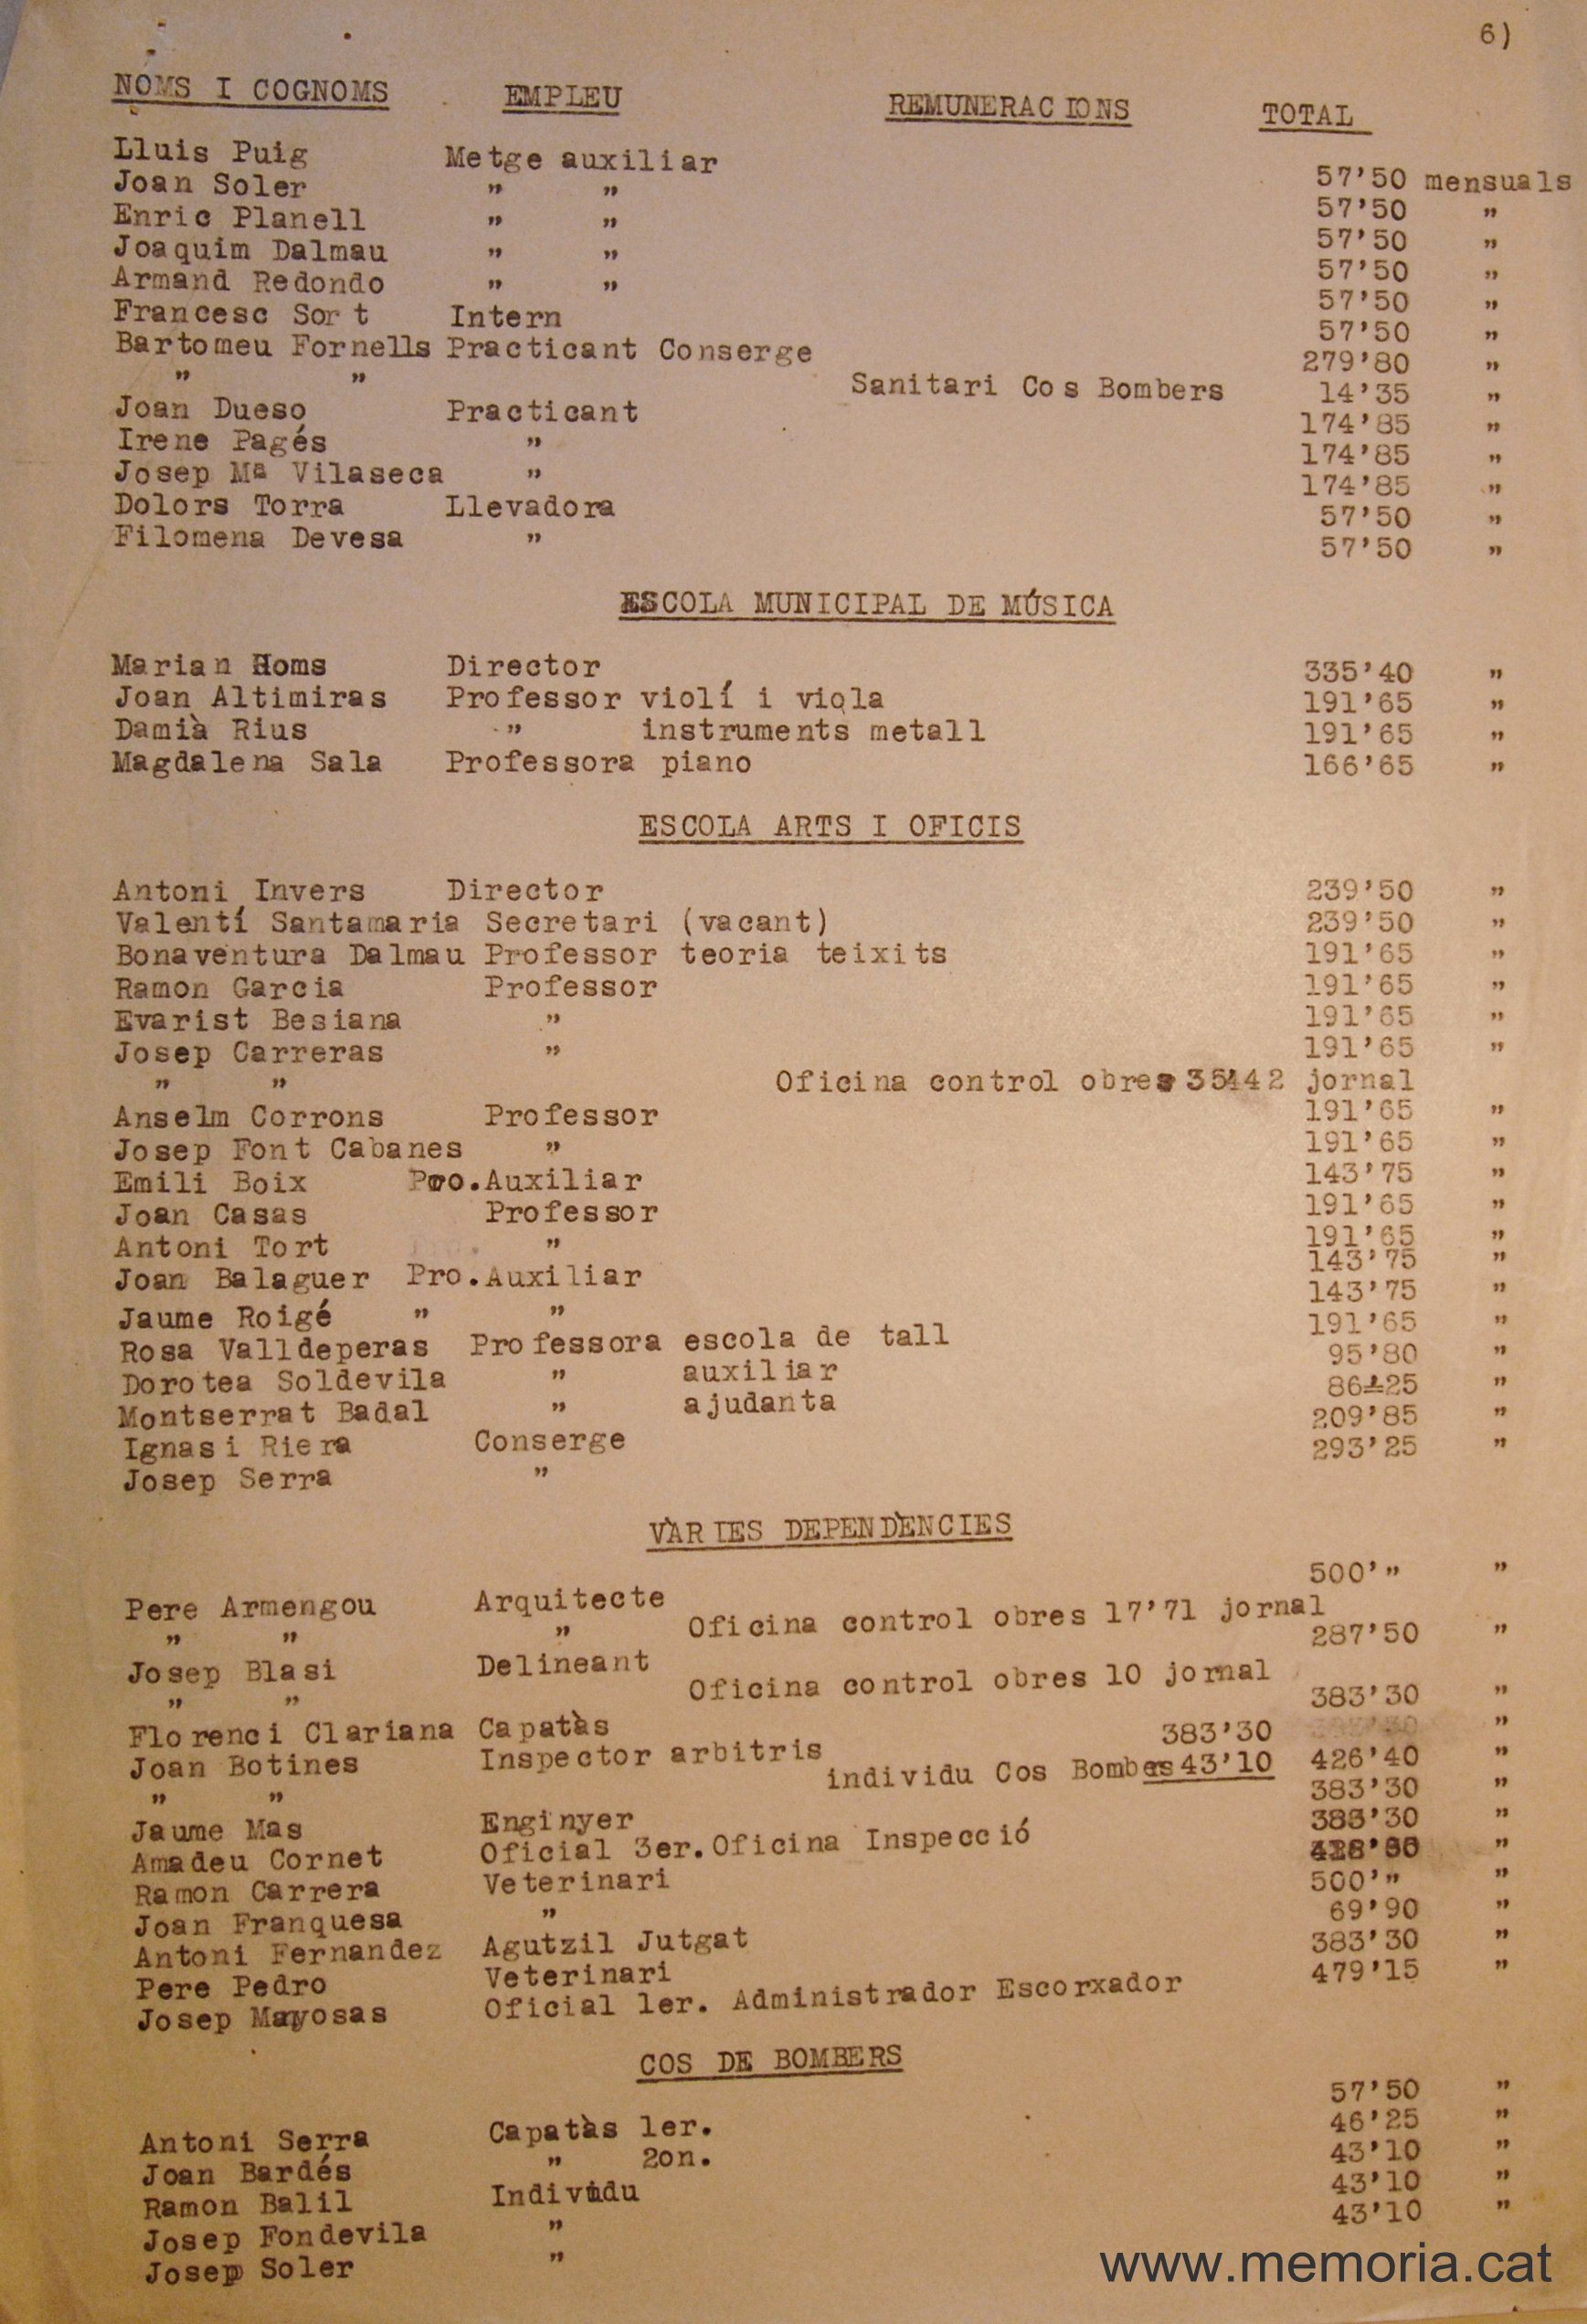 6)
NOMS I COGNOMS EMPLEU REMUNERACIONS TOTAL
Lluis Puig Metge auxiliar 57'50 mensuals
Joan Soler " " 57'50 "
Enric Planell " " 57'50 "
Joaquim Dalmau " " 57'50 "
Armand Redondo " " 57'50 "
Francesc Sort Intern 57'50 "
Bartomeu Fornells Practicant Conserge 279'80 "
" " Sanitari Cos Bombers 14'35 "
Joan Dueso Practicant 174'85 "
Irene Pagés " 174'85 "
Josep Mª Vilaseca " 174'85 "
Dolors Torra Llevadora 57'50 "
Filomena Devesa " 57'50 "
ESCOLA MUNICIPAL DE MÚSICA
Marian Homs Director 335'40 "
Joan Altimiras Professor violí i viola 191'65 "
Damià Rius " instruments metall 191'65 "
Magdalena Sala Professora piano 166'65 "
ESCOLA ARTS I OFICIS
Antoni Invers Director 239'50 "
Valentí Santamaria Secretari (vacant) 239'50 "
Bonaventura Dalmau Professor teoria teixits 191'65 "
Ramon Garcia Professor 191'65 "
Evarist Besiana " 191'65 "
Josep Carreras " 191'65 "
" " Oficina control obres 35'42 jornal
Anselm Corrons Professor 191'65 "
Josep Font Cabanes " 191'65 "
Emili Boix Pro.Auxiliar 143'75 "
Joan Casas Professor 191'65 "
Antoni Tort " 191'65 "
Joan Balaguer Pro.Auxiliar 143'75 "
Jaume Roigé " " 143'75 "
Rosa Valldeperas Professora escola de tall 191'65 "
Dorotea Soldevila " auxiliar 95'80 "
Montserrat Badal " ajudanta 86'25 "
Ignasi Riera Conserge 209'85 "
Josep Serra " 293'25 "
VÀRIES DEPENDÈNCIES
Pere Armengou Arquitecte 500'" "
" " " Oficina control obres 17'71 jornal
Josep Blasi Delineant 287'50 "
" " Oficina control obres 10 jornal
Florenci Clariana Capatàs 383'30 "
Joan Botines Inspector arbitris 383'30 "
" " individu Cos Bombers 43'10 426'40 "
Jaume Mas Enginyer 383'30 "
Amadeu Cornet Oficial 3er.Oficina Inspecció 383'30 "
Ramon Carrera Veterinari "
Joan Franquesa " 500'" "
Antoni Fernandez Agutzil Jutgat 69'90 "
Pere Pedro Veterinari 383'30 "
Josep Mayosas Oficial 1er. Administrador Escorxador 479'15 "
COS DE BOMBERS
Antoni Serra Capatàs 1er. 57'50 "
Joan Bardés " 2on. 46'25 "
Ramon Balil Individu 43'10 "
Josep Fondevila " 43'10 "
Josep Soler " 43'10 "
www.memoria.cat